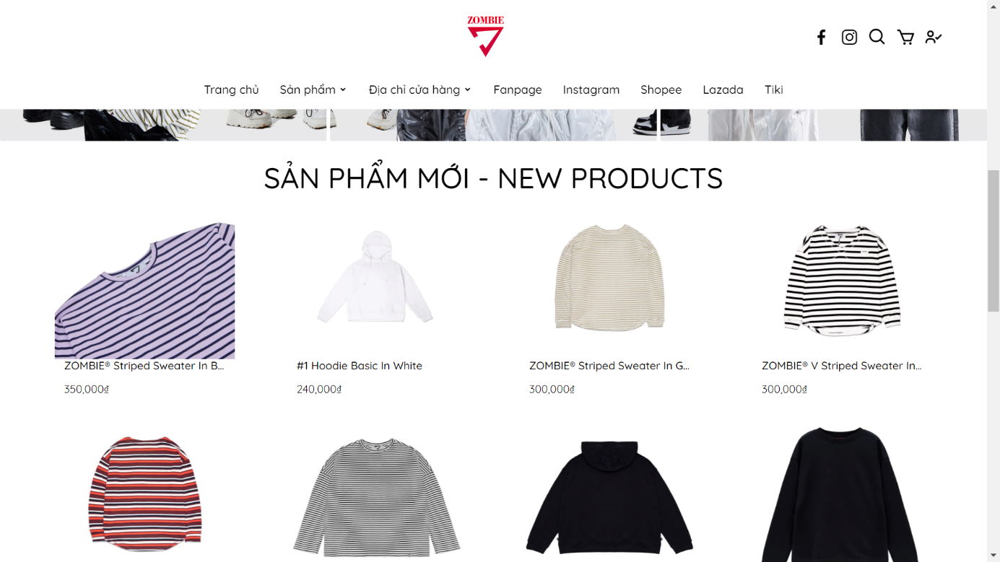 ZOMBIE
Trang chủ Sản phẩm Địa chỉ cửa hàng Fanpage Instagram Shopee Lazada Tiki
SẢN PHẨM MỚI - NEW PRODUCTS
ZOMBIE® Striped Sweater In B... #1 Hoodie Basic In White ZOMBIE® Striped Sweater In G... ZOMBIE® V Striped Sweater In...
350,000₫ 240,000₫ 300,000₫ 300,000₫